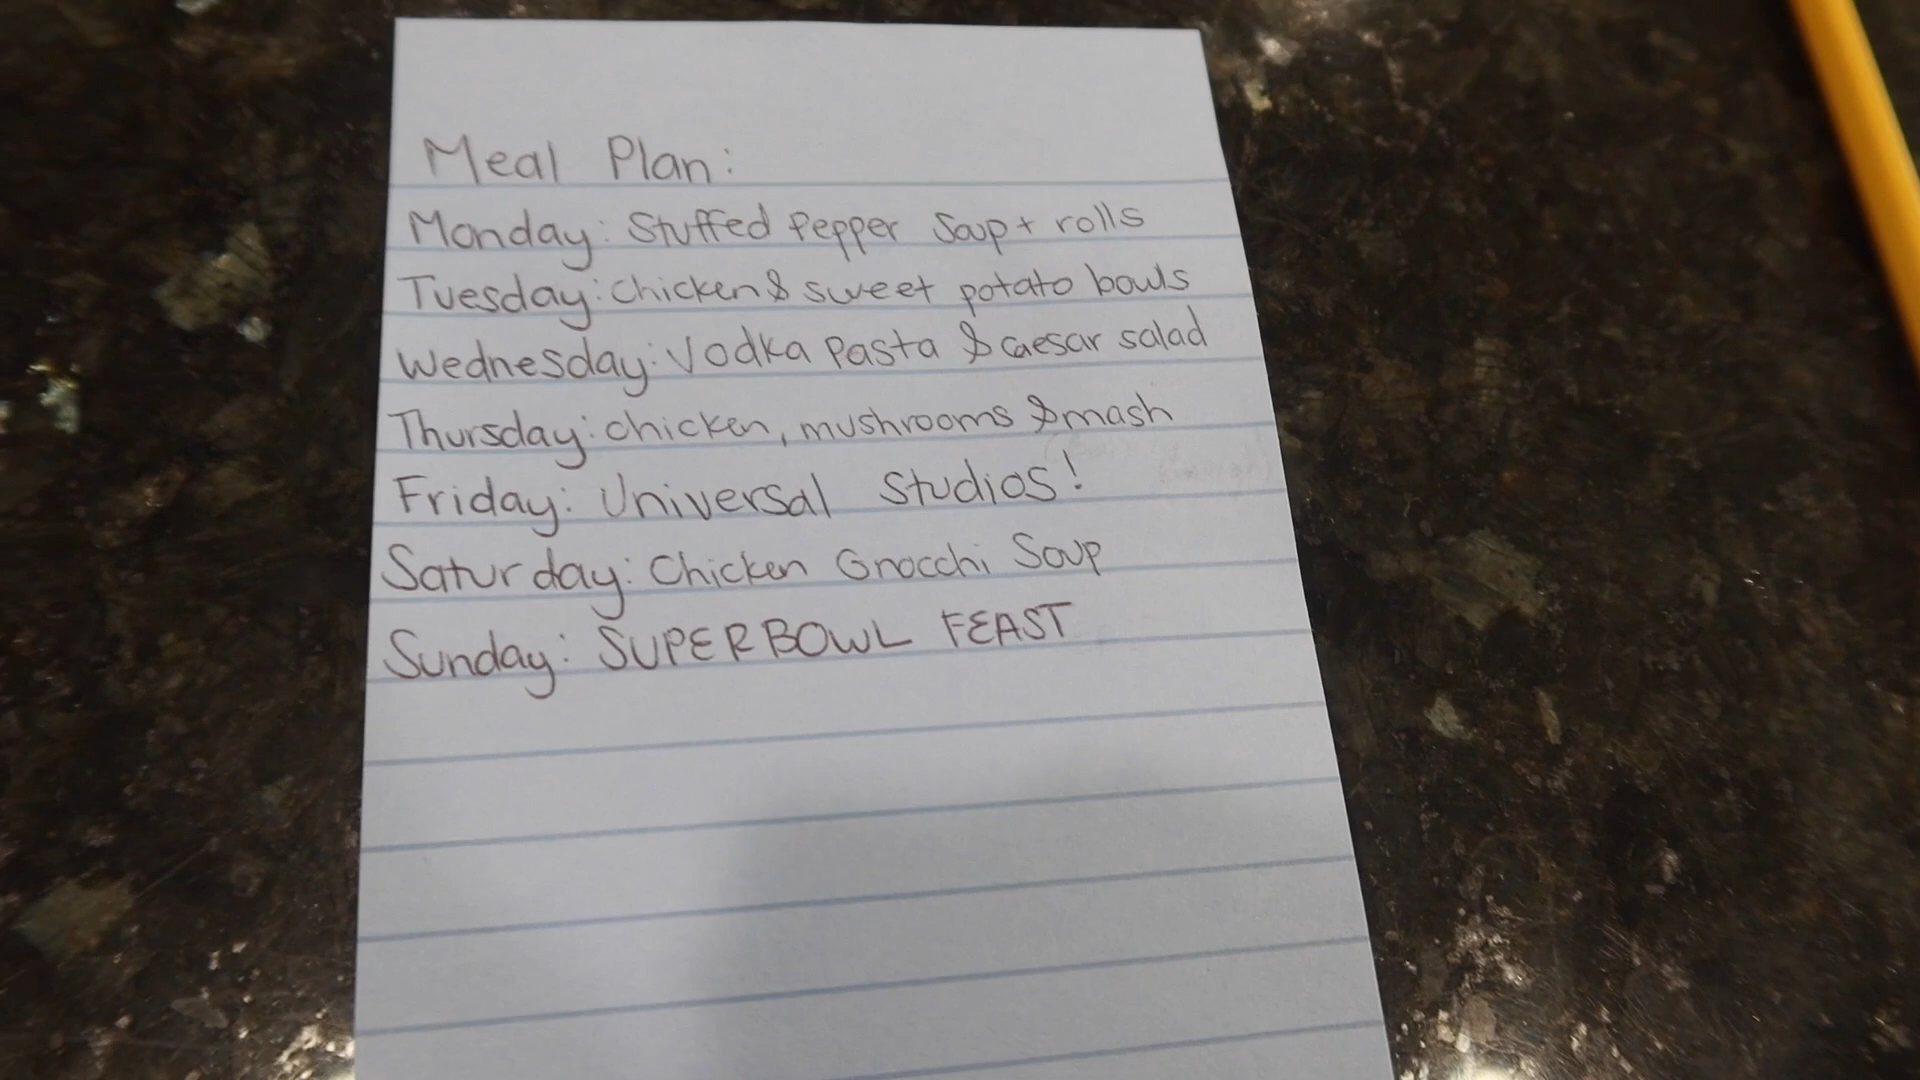 Meal Plan:
Monday: Stuffed Pepper Soup + rolls
Tuesday: Chicken & sweet potato bowls
Wednesday: Vodka Pasta & Caesar salad
Thursday: chicken, mushrooms & mash
Friday: Universal Studios!
Saturday: Chicken Gnocchi Soup
Sunday: SUPERBOWL FEAST